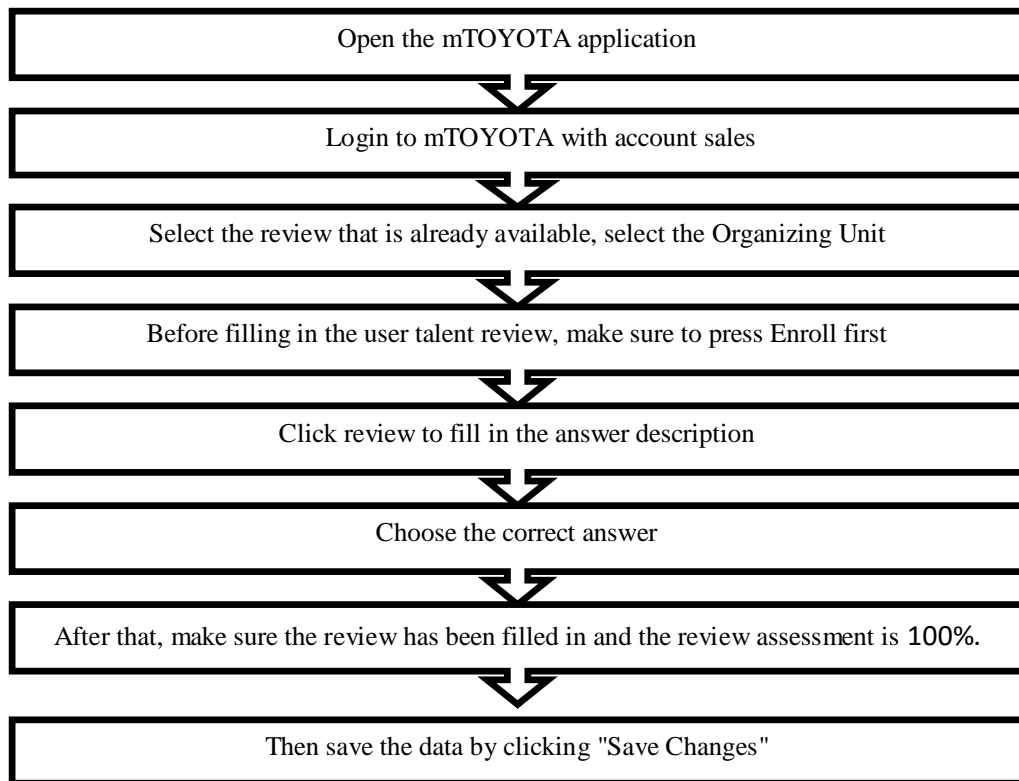 Open the mTOYOTA application
Login to mTOYOTA with account sales
Select the review that is already available, select the Organizing Unit
Before filling in the user talent review, make sure to press Enroll first
Click review to fill in the answer description
Choose the correct answer
After that, make sure the review has been filled in and the review assessment is 100%.
Then save the data by clicking "Save Changes"